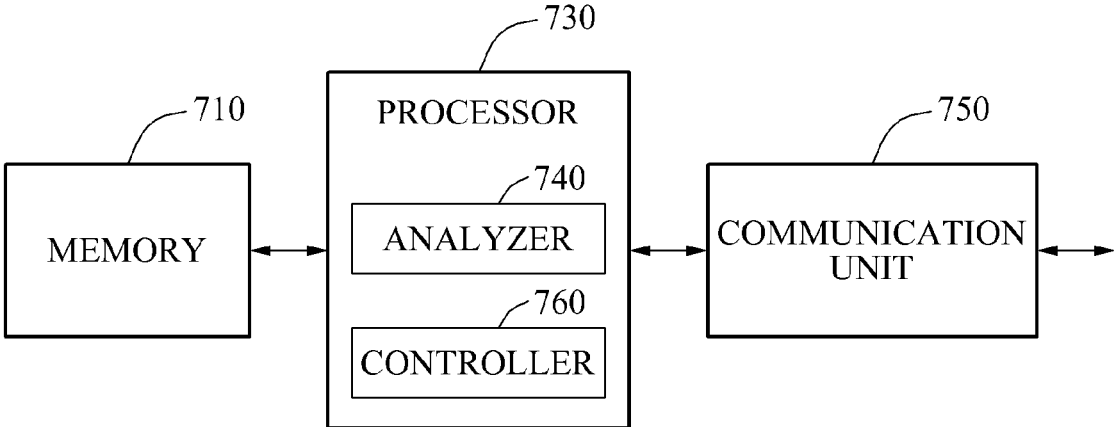 730
PROCESSOR
710
MEMORY
740
ANALYZER
760
CONTROLLER
750
COMMUNICATION
UNIT